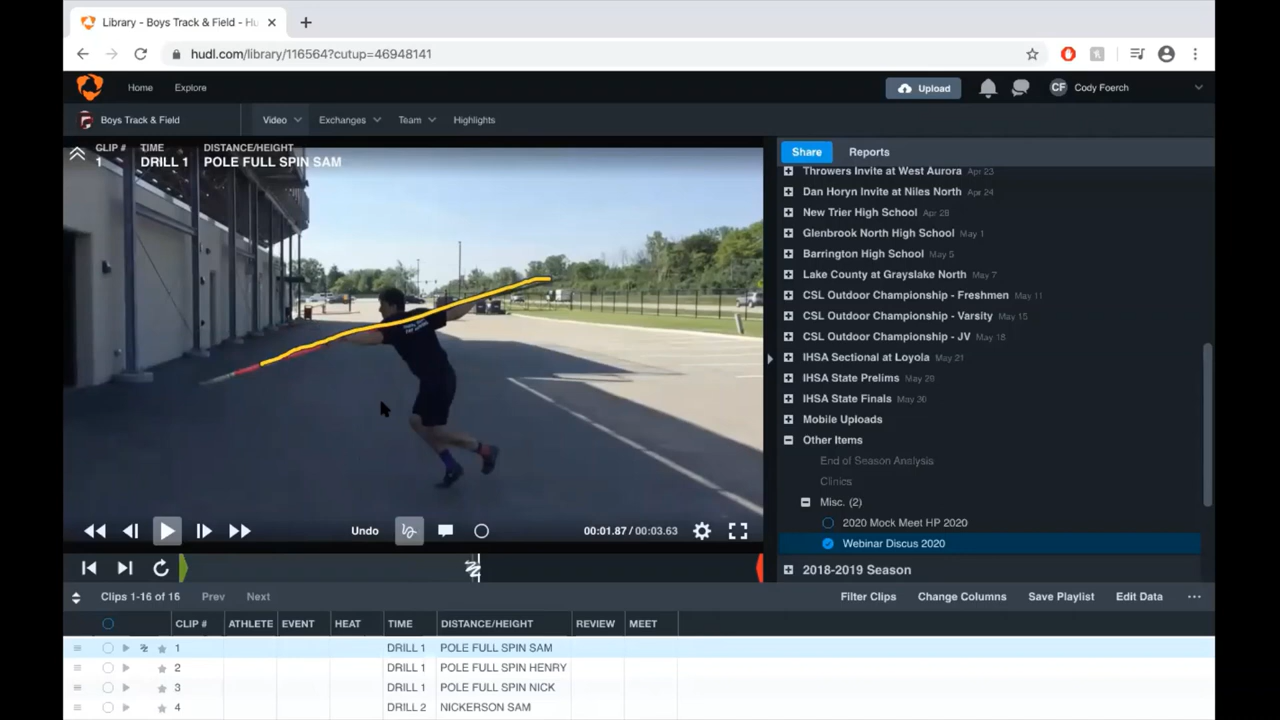 Library - Boys Track & Field - Hu
hudl.com/library/116564?cutup=46948141
Home Explore
Upload
CF Cody Foerch
Boys Track & Field
Video Exchanges Team Highlights
CLIP # TIME DISTANCE/HEIGHT
1 DRILL 1 POLE FULL SPIN SAM
Share Reports
Throwers Invite at West Aurora Apr 23
Dan Horyn Invite at Niles North Apr 24
New Trier High School Apr 28
Glenbrook North High School May 1
Barrington High School May 5
Lake County at Grayslake North May 7
CSL Outdoor Championship - Freshmen May 11
CSL Outdoor Championship - Varsity May 15
CSL Outdoor Championship - JV May 18
IHSA Sectional at Loyola May 21
IHSA State Prelims
IHSA State Finals May 30
Mobile Uploads
Other Items
End of Season Analysis
Clinics
Misc. (2)
2020 Mock Meet HP 2020
Webinar Discus 2020
2018-2019 Season
Undo
00:01.87 / 00:03.63
Clips 1-16 of 16 Prev Next
Filter Clips Change Columns Save Playlist Edit Data
CLIP # ATHLETE EVENT HEAT TIME DISTANCE/HEIGHT REVIEW MEET
1 DRILL 1 POLE FULL SPIN SAM
2 DRILL 1 POLE FULL SPIN HENRY
3 DRILL 1 POLE FULL SPIN NICK
4 DRILL 2 NICKERSON SAM